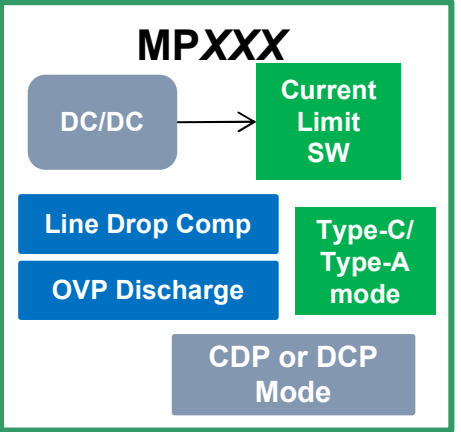 MPXXX
DC/DC
Current
Limit
SW
Line Drop Comp
OVP Discharge
Type-C/
Type-A
mode
CDP or DCP
Mode